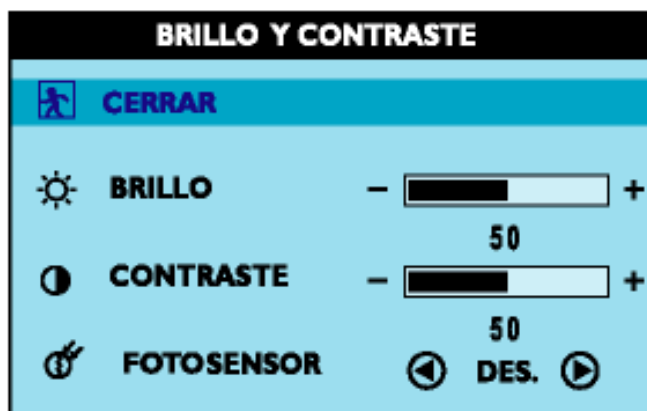 BRILLO Y CONTRASTE
CERRAR
BRILLO - +
50
CONTRASTE - +
50
FOTOSENSOR DES.